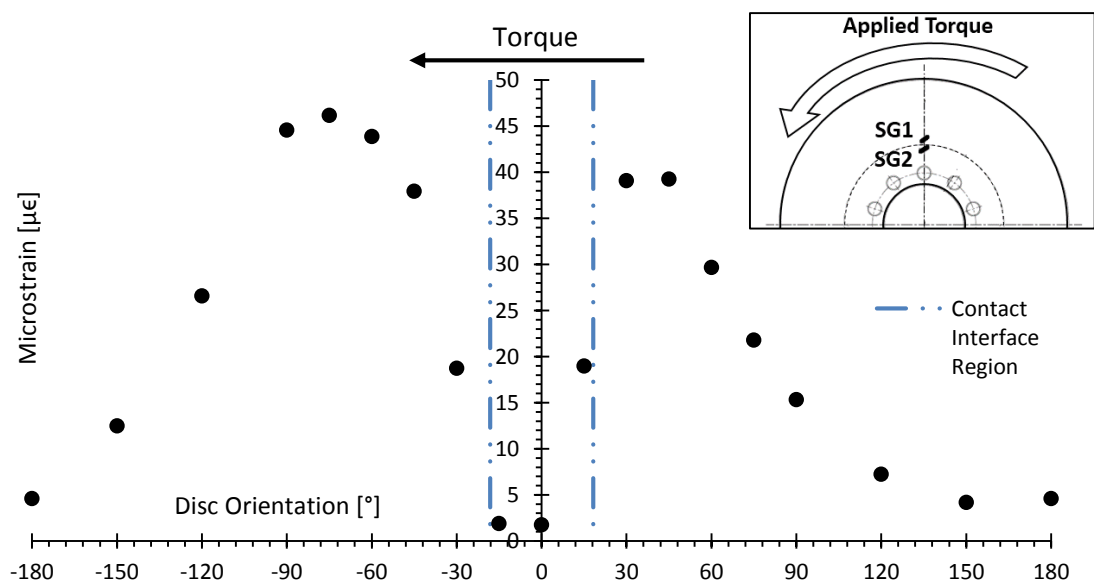 Torque
Applied Torque
SG1
SG2
50
45
40
35
30
25
20
15
10
5
0
Microstrain [µϵ]
Disc Orientation [°]
Contact
Interface
Region
-180 -150 -120 -90 -60 -30 0 30 60 90 120 150 180